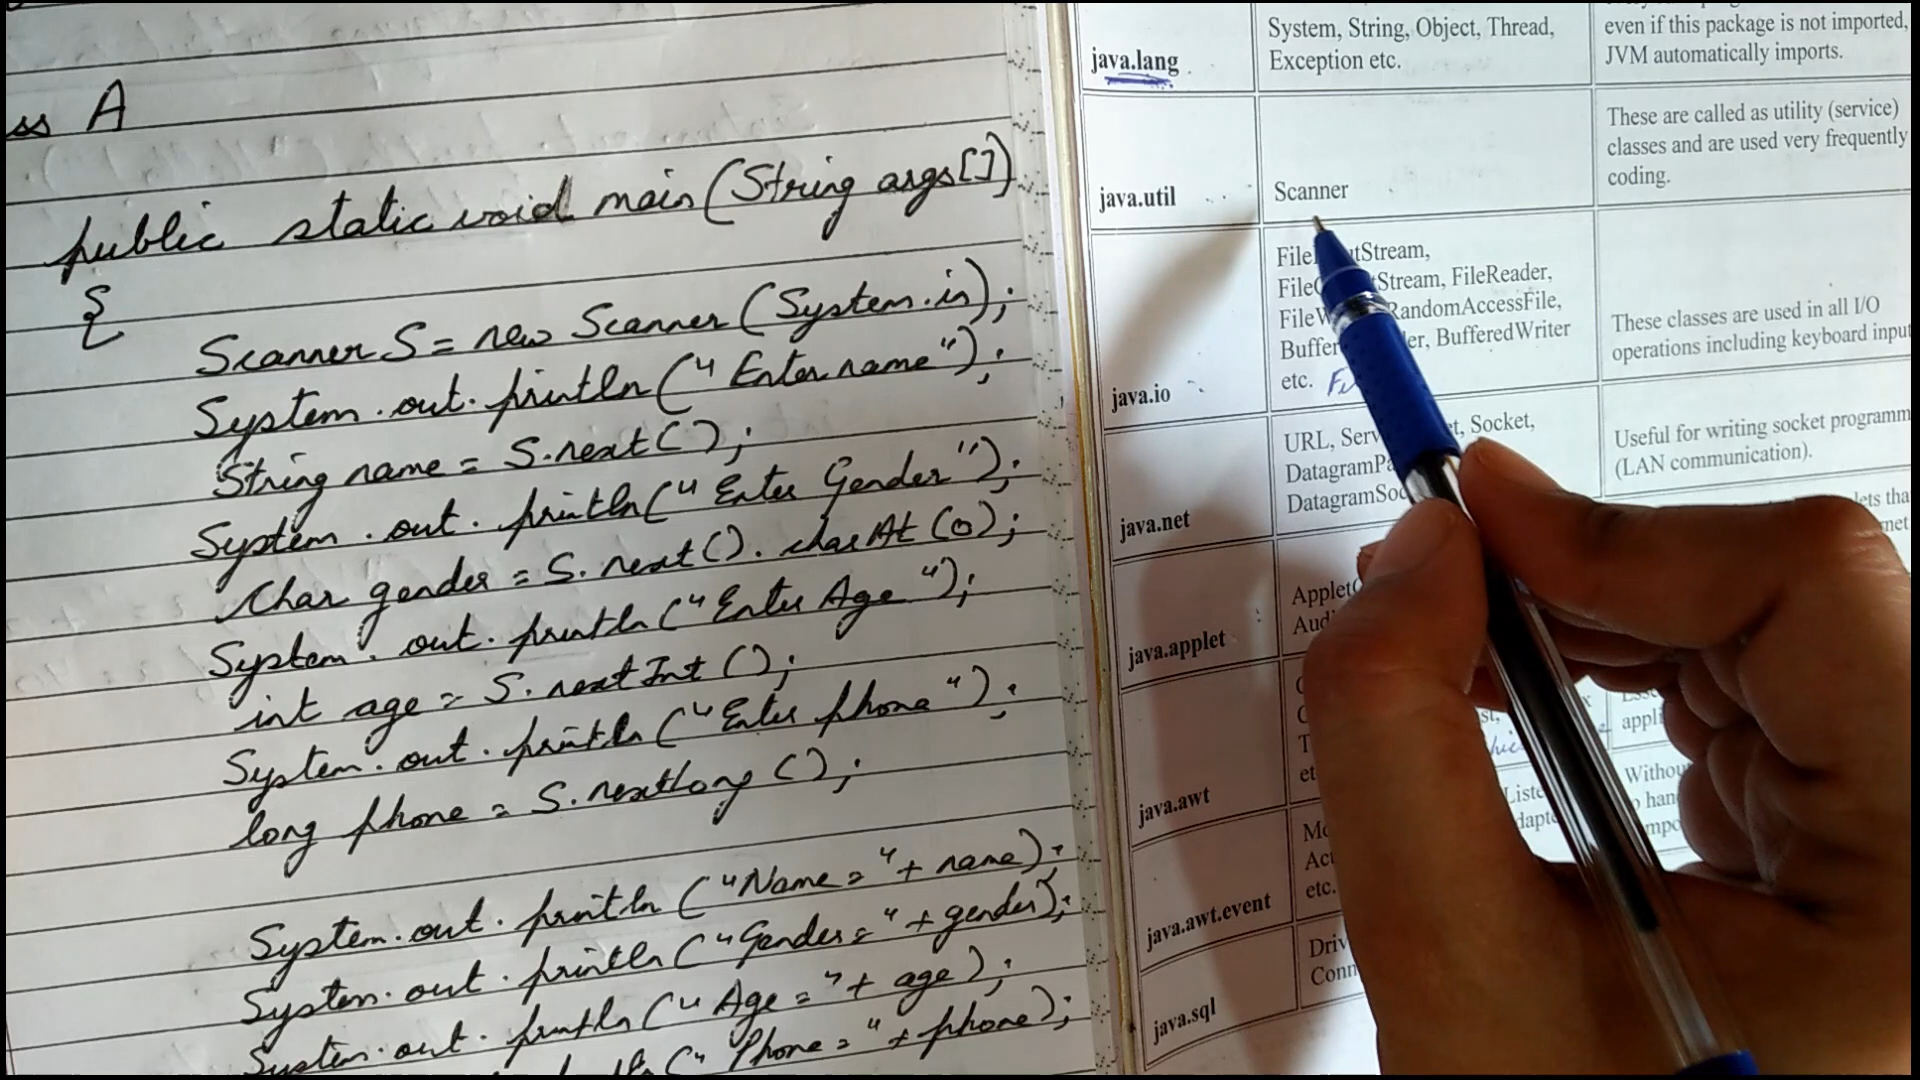 ss A
public static void main (String args[])
{
Scanner S = new Scanner (System.in);
System.out.println ("Enter name");
String name = S.next();
System.out.println("Enter Gender");
char gender = S.next().charAt(0);
System.out.println("Enter Age");
int age = S.nextInt();
System.out.println("Enter phone");
long phone = S.nextLong();
System.out.println ("Name = " + name);
System.out.println ("Gender = " + gender);
System.out.println ("Age = " + age);
("Phone = " + phone);
java.lang
System, String, Object, Thread,
Exception etc.
even if this package is not imported,
JVM automatically imports.
java.util
Scanner
These are called as utility (service)
classes and are used very frequently
coding.
java.io
Stream,
Stream, FileReader,
RandomAccessFile,
BufferedWriter
etc.
These classes are used in all I/O
operations including keyboard input
java.net
URL, Socket,
Useful for writing socket programm
(LAN communication).
java.applet
java.awt
java.awt.event
etc.
java.sql